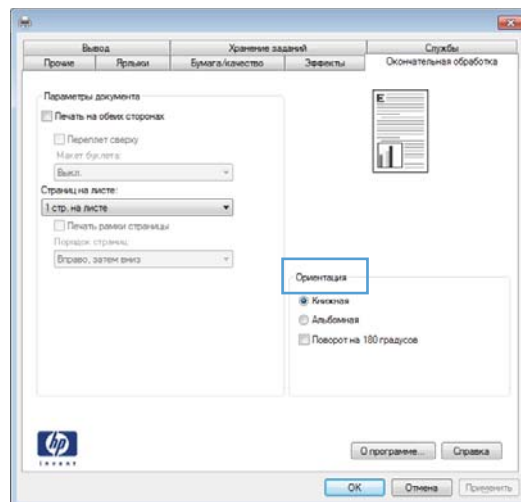 Вывод Хранение заданий Службы
Прочие Ярлыки Бумага/качество Эффекты Окончательная обработка
Параметры документа
Печать на обеих сторонах
Переплет сверху
Макет буклета:
Выкл.
Страниц на листе:
1 стр. на листе
Печать рамки страницы
Порядок страниц:
Вправо, затем вниз
E
Ориентация
Книжная
Альбомная
Поворот на 180 градусов
hp
invent
О программе... Справка
OK Отмена Применить